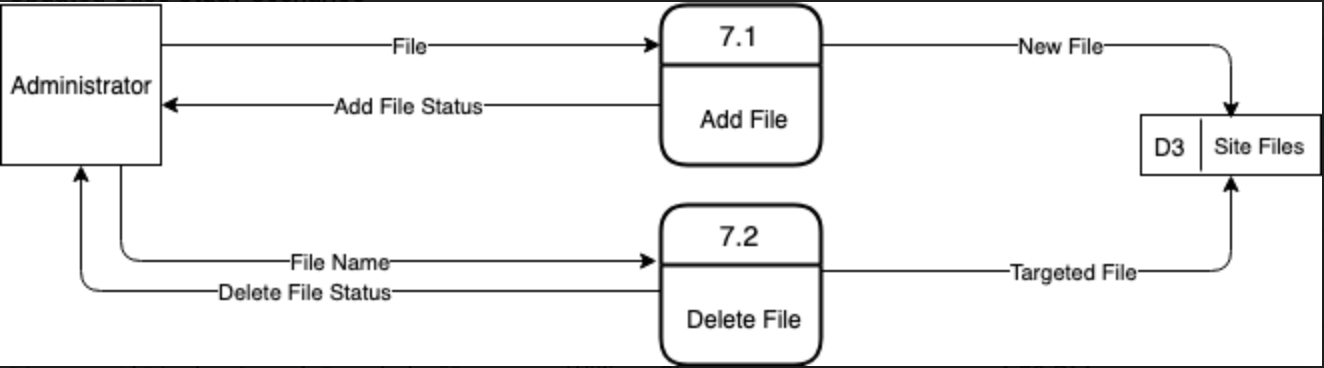 7.1
File
New File
Administrator
Add File Status
Add File
D3
Site Files
7.2
File Name
Targeted File
Delete File Status
Delete File